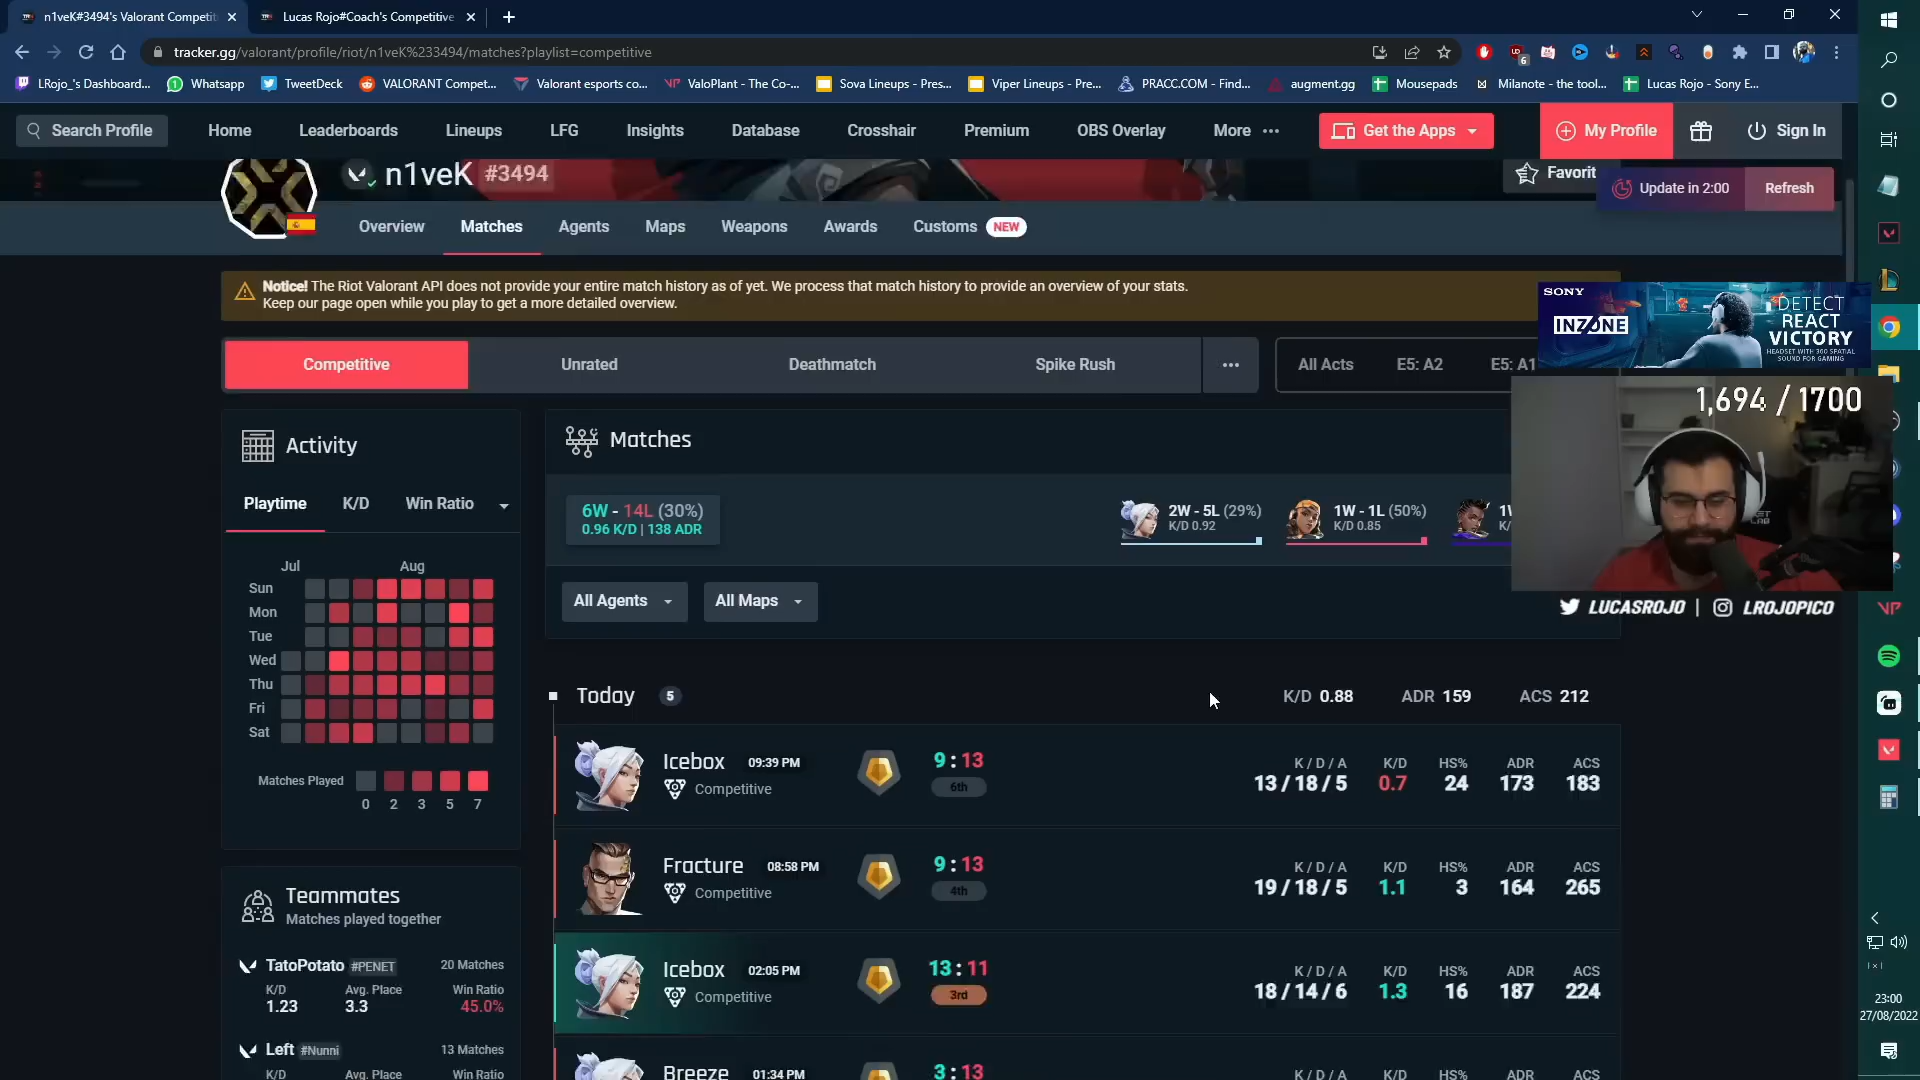 n1veK#3494's Valorant Competit
Lucas Rojo#Coach's Competitive
tracker.gg/valorant/profile/riot/n1veK%233494/matches?playlist=competitive
6
LRojo_'s Dashboard...
Whatsapp
TweetDeck
VALORANT Compet...
Valorant esports co...
ValoPlant - The Co-...
Sova Lineups - Pres...
Viper Lineups - Pre...
PRACC.COM - Find...
augment.gg
Mousepads
Milanote - the tool...
Lucas Rojo - Sony E...
Search Profile
Home
Leaderboards
Lineups
LFG
Insights
Database
Crosshair
Premium
OBS Overlay
More
Get the Apps
My Profile
Sign In
n1veK #3494
Favorit
Update in 2:00
Refresh
Overview
Matches
Agents
Maps
Weapons
Awards
Customs NEW
Notice! The Riot Valorant API does not provide your entire match history as of yet. We process that match history to provide an overview of your stats.
Keep our page open while you play to get a more detailed overview.
SONY
INZONE
DETECT
REACT
VICTORY
HEADSET WITH 360 SPATIAL
SOUND FOR GAMING
Competitive
Unrated
Deathmatch
Spike Rush
All Acts
E5: A2
E5: A1
1,694 / 1700
Activity
Playtime
K/D
Win Ratio
Jul
Aug
Sun
Mon
Tue
Wed
Thu
Fri
Sat
Matches Played
0 2 3 5 7
Matches
6W - 14L (30%)
0.96 K/D | 138 ADR
2W - 5L (29%)
K/D 0.92
1W - 1L (50%)
K/D 0.85
All Agents
All Maps
LUCASROJO | LROJOPICO
Today 5
K/D 0.88
ADR 159
ACS 212
Icebox 09:39 PM
Competitive
9 : 13
6th
K / D / A K/D HS% ADR ACS
13 / 18 / 5 0.7 24 173 183
Fracture 08:58 PM
Competitive
9 : 13
4th
K / D / A K/D HS% ADR ACS
19 / 18 / 5 1.1 3 164 265
Icebox 02:05 PM
Competitive
13 : 11
3rd
K / D / A K/D HS% ADR ACS
18 / 14 / 6 1.3 16 187 224
Breeze 01:34 PM
3 : 13
K / D / A K/D HS% ADR ACS
Teammates
Matches played together
TatoPotato #PENET 20 Matches
K/D Avg. Place Win Ratio
1.23 3.3 45.0%
Left #Nunni 13 Matches
K/D Avg. Place Win Ratio
23:00
27/08/2022